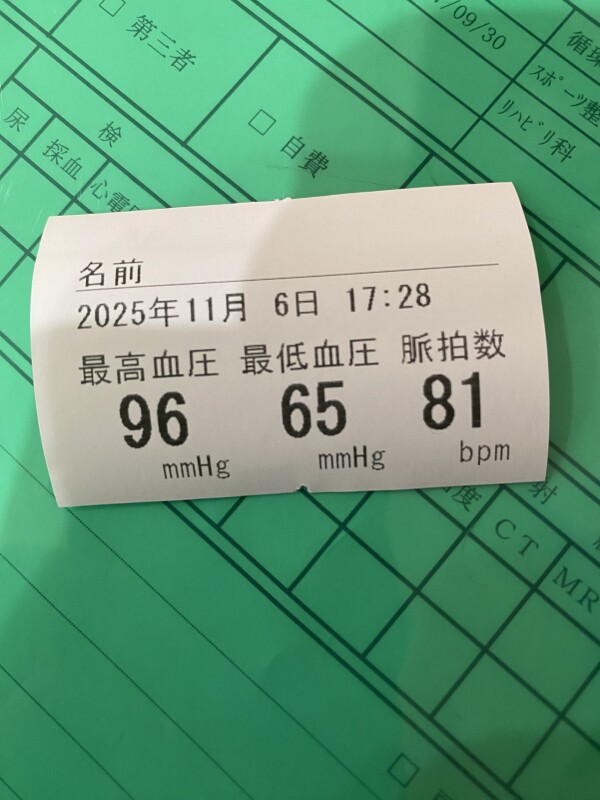 □ 第三者
/09/30
循環
□ 自費
スポーツ整
リハビリ科
検
尿
採血
心電
名前
2025年11月 6日 17:28
最高血圧 最低血圧 脈拍数
96 65 81
mmHg mmHg bpm
射
度
CT
MR
□